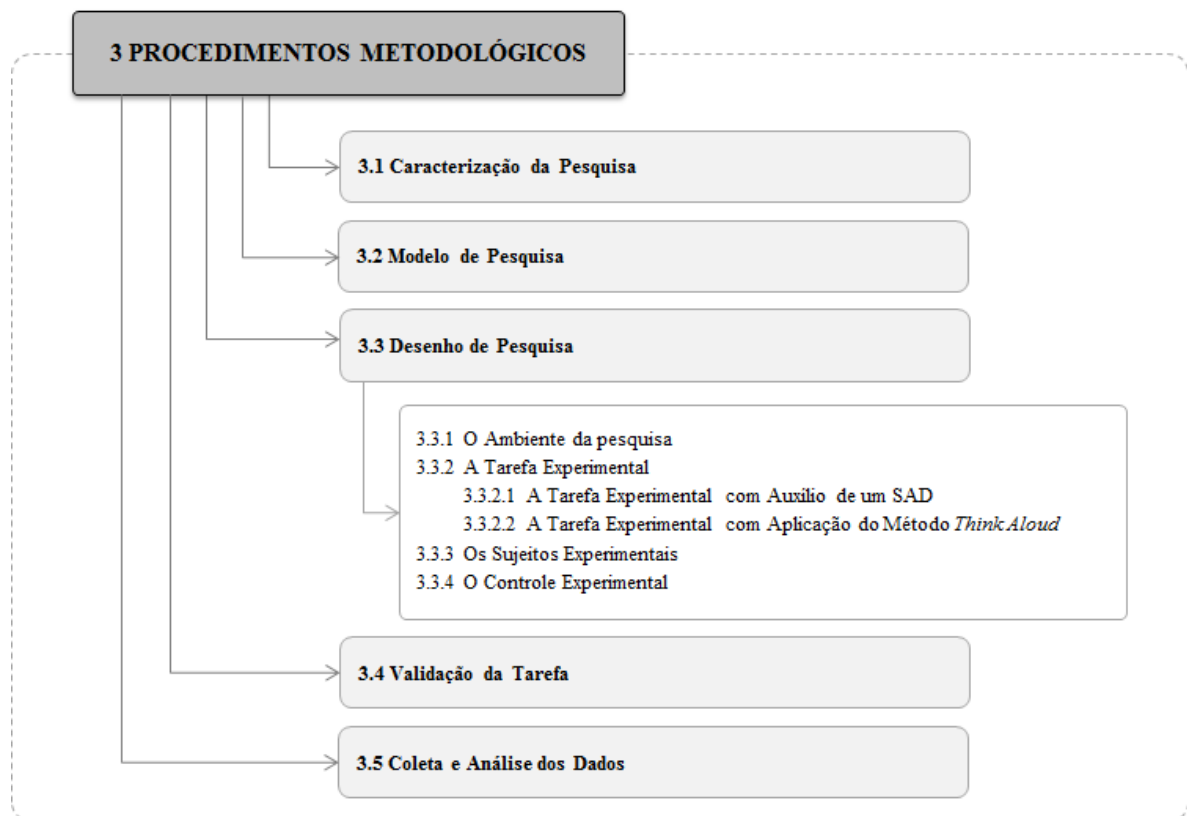 3 PROCEDIMENTOS METODOLÓGICOS
3.1 Caracterização da Pesquisa
3.2 Modelo de Pesquisa
3.3 Desenho de Pesquisa
3.3.1 O Ambiente da pesquisa
3.3.2 A Tarefa Experimental
3.3.2.1 A Tarefa Experimental com Auxílio de um SAD
3.3.2.2 A Tarefa Experimental com Aplicação do Método Think Aloud
3.3.3 Os Sujeitos Experimentais
3.3.4 O Controle Experimental
3.4 Validação da Tarefa
3.5 Coleta e Análise dos Dados